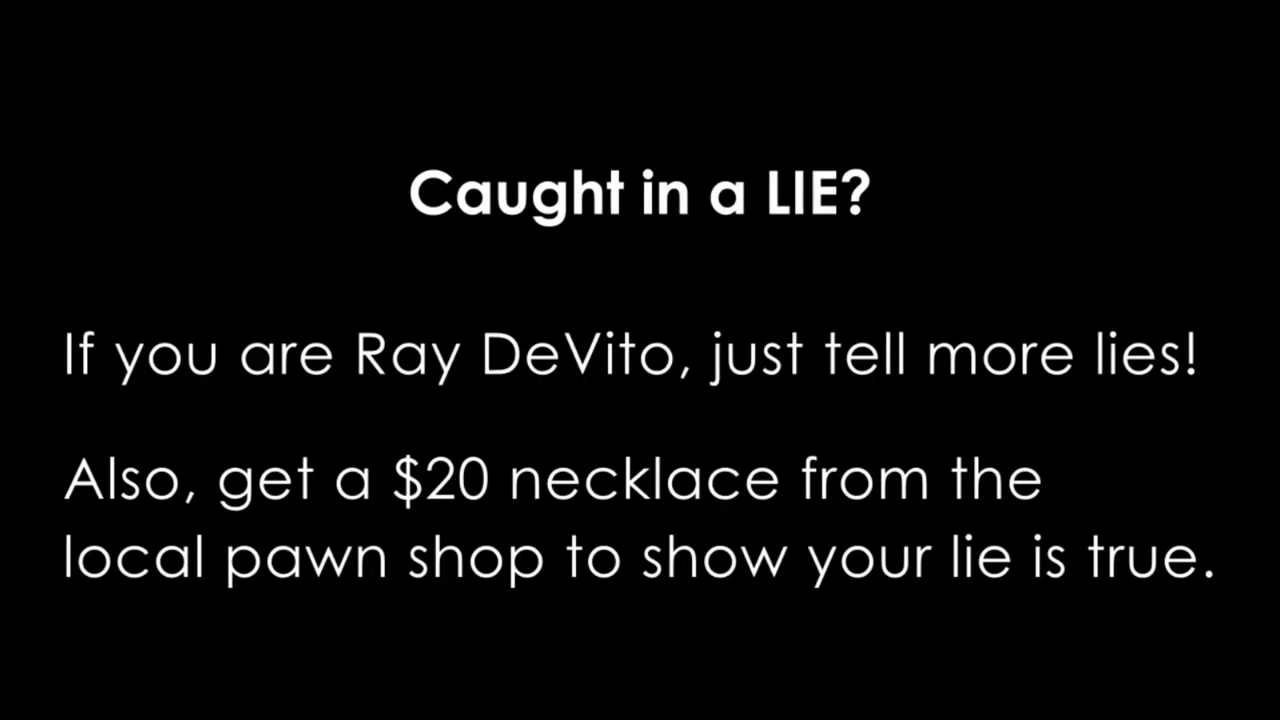 Caught in a LIE?
If you are Ray DeVito, just tell more lies!
Also, get a $20 necklace from the
local pawn shop to show your lie is true.